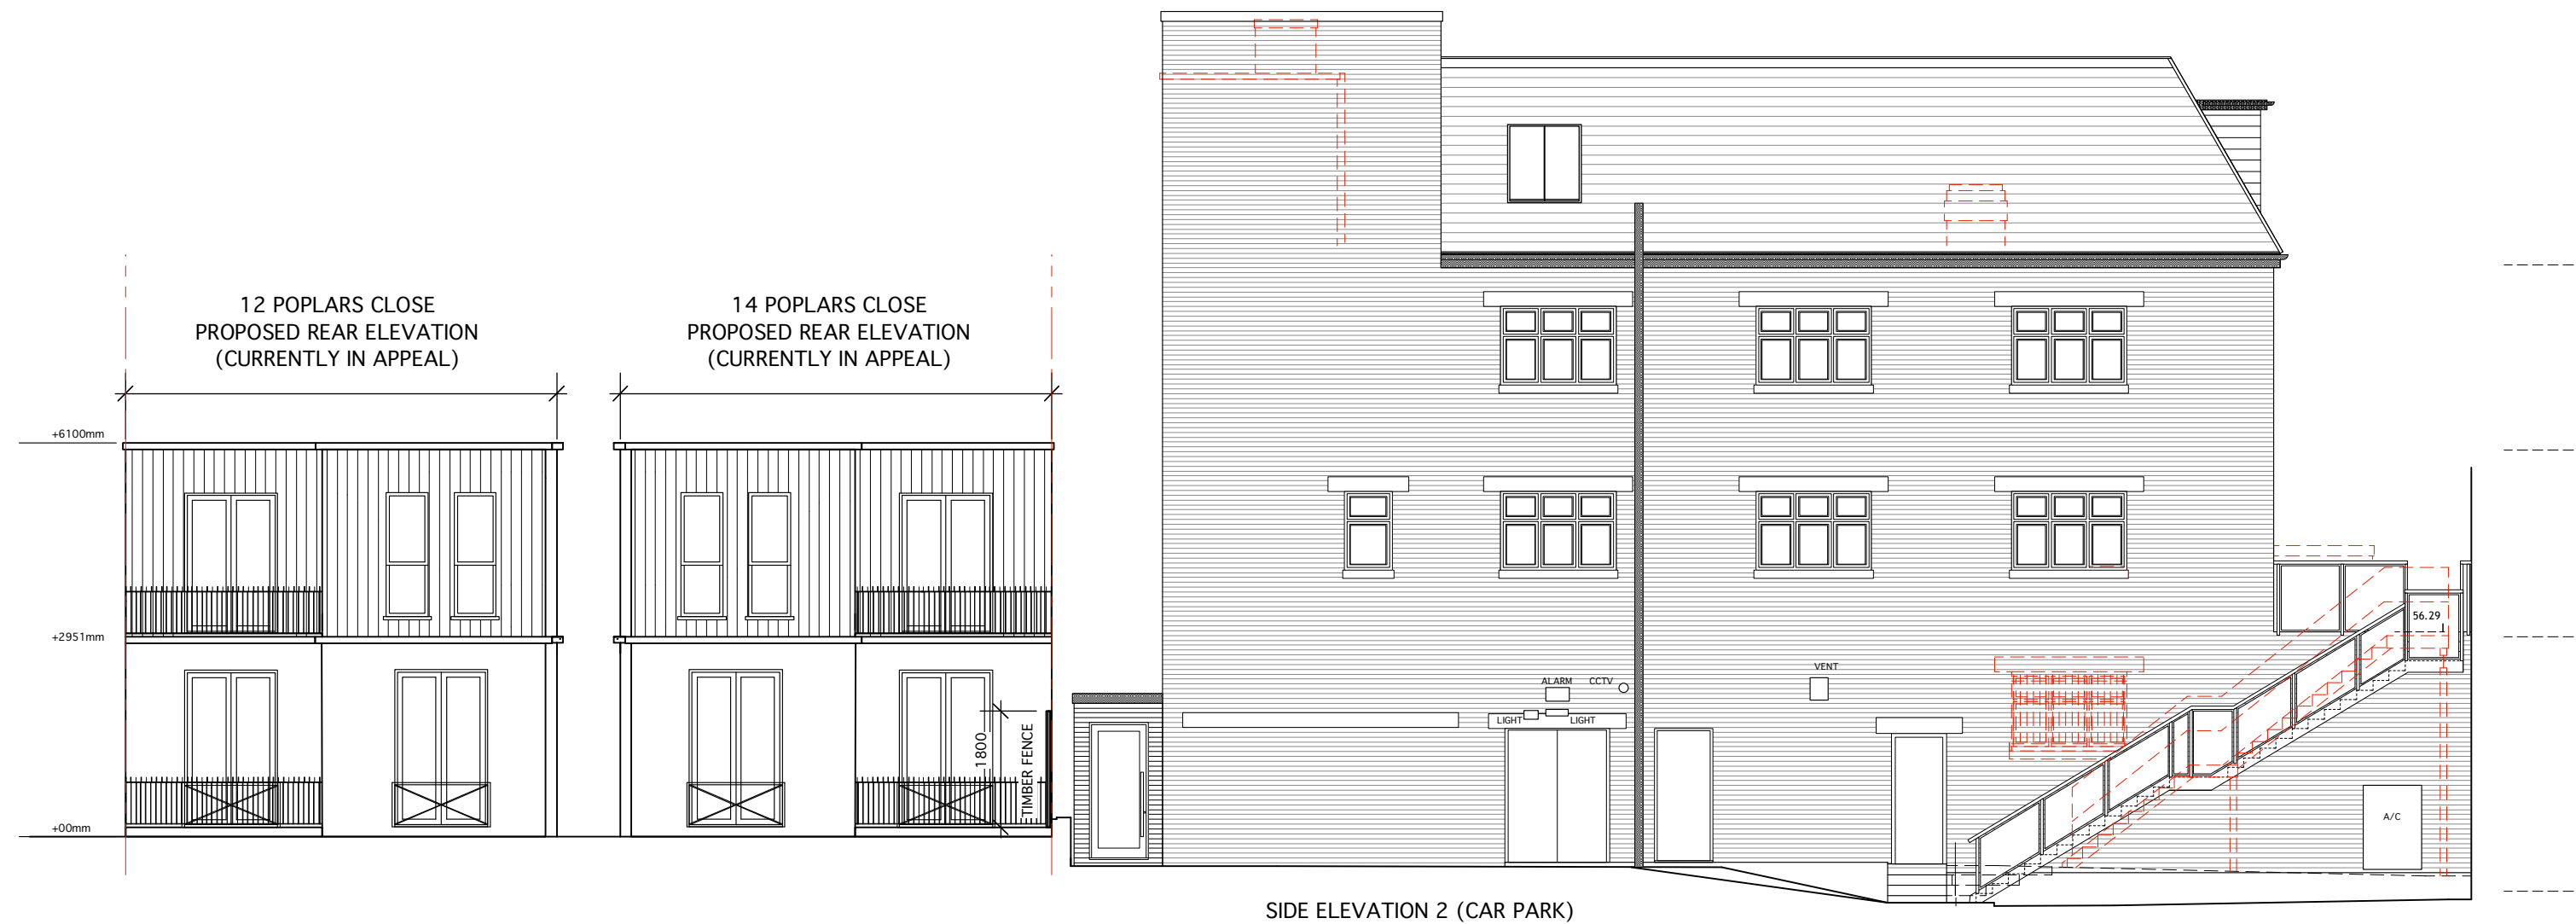 12 POPLARS CLOSE
PROPOSED REAR ELEVATION
(CURRENTLY IN APPEAL)
14 POPLARS CLOSE
PROPOSED REAR ELEVATION
(CURRENTLY IN APPEAL)
+6100mm
+2951mm
+00mm
1800
TIMBER FENCE
ALARM
CCTV
LIGHT
LIGHT
VENT
56.29
A/C
SIDE ELEVATION 2 (CAR PARK)